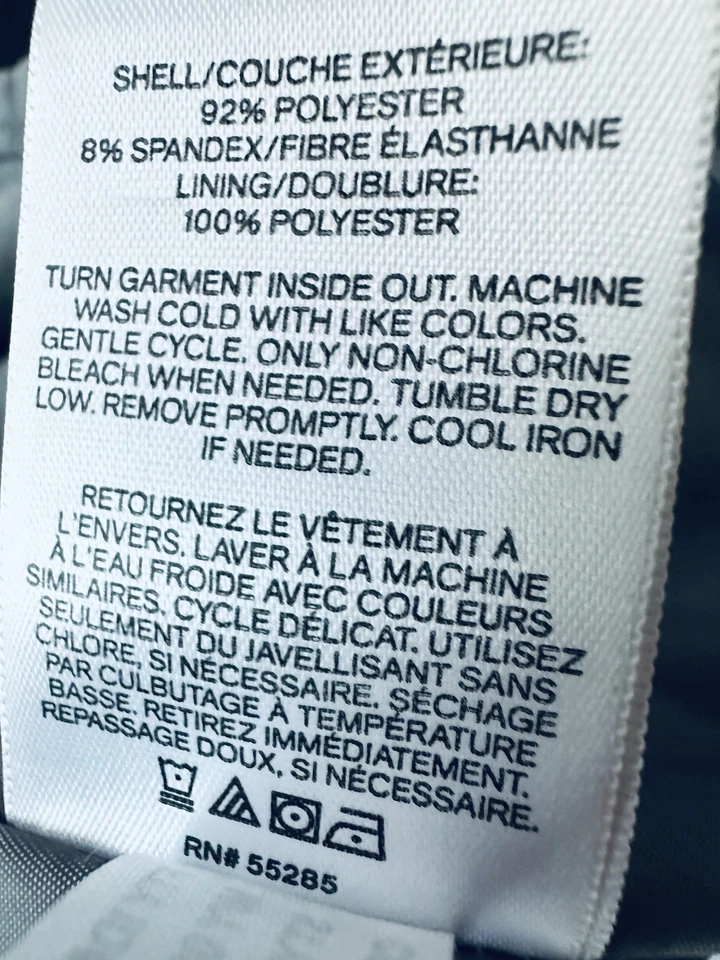 SHELL/COUCHE EXTÉRIEURE:
92% POLYESTER
8% SPANDEX/FIBRE ÉLASTHANNE
LINING/DOUBLURE:
100% POLYESTER
TURN GARMENT INSIDE OUT. MACHINE
WASH COLD WITH LIKE COLORS.
GENTLE CYCLE. ONLY NON-CHLORINE
BLEACH WHEN NEEDED. TUMBLE DRY
LOW. REMOVE PROMPTLY. COOL IRON
IF NEEDED.
RETOURNEZ LE VÊTEMENT À
L'ENVERS. LAVER À LA MACHINE
À L'EAU FROIDE AVEC COULEURS
SIMILAIRES. CYCLE DÉLICAT. UTILISEZ
SEULEMENT DU JAVELLISANT SANS
CHLORE, SI NÉCESSAIRE. SÉCHAGE
PAR CULBUTAGE À TEMPÉRATURE
BASSE. RETIREZ IMMÉDIATEMENT.
REPASSAGE DOUX, SI NÉCESSAIRE.
RN# 55285